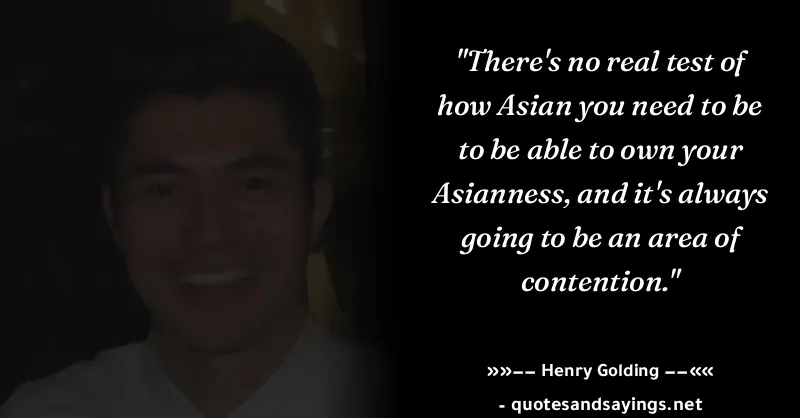 "There's no real test of
how Asian you need to be
to be able to own your
Asianness, and it's always
going to be an area of
contention."
»»−− Henry Golding −−««
- quotesandsayings.net